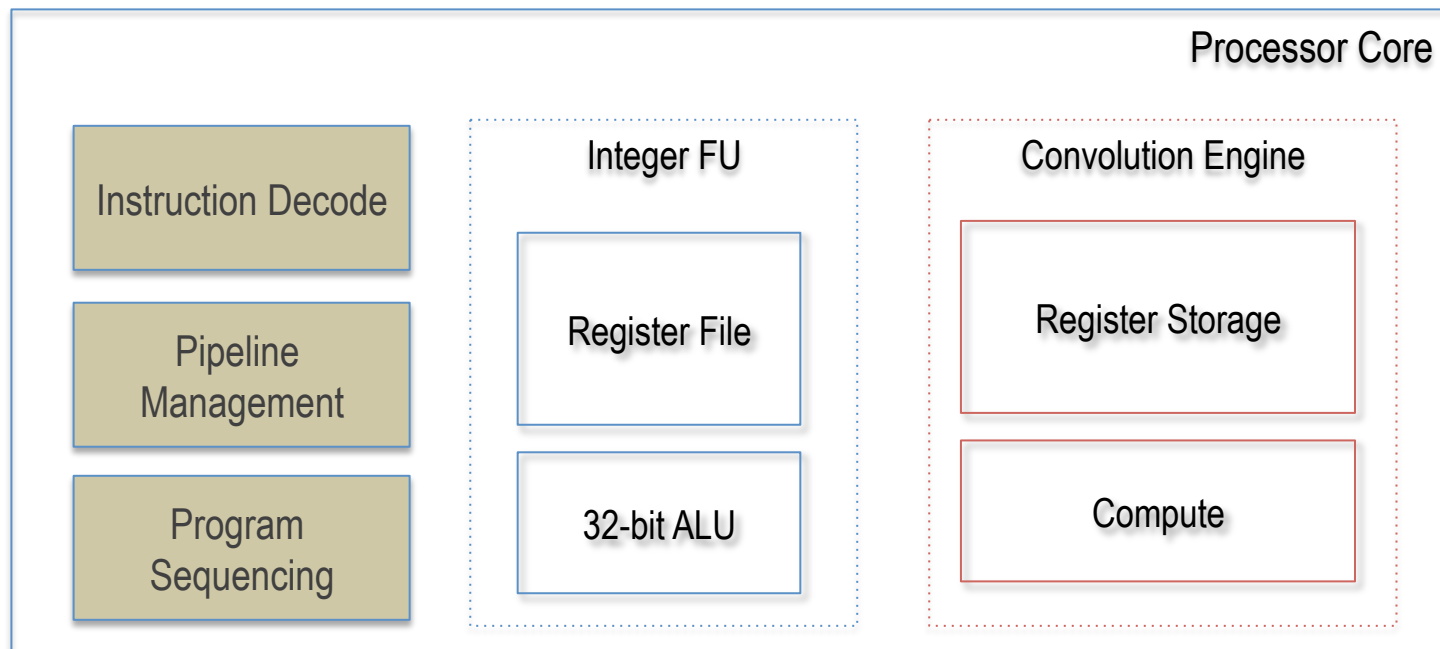 Processor Core
Instruction Decode
Pipeline
Management
Program
Sequencing
Integer FU
Register File
32-bit ALU
Convolution Engine
Register Storage
Compute